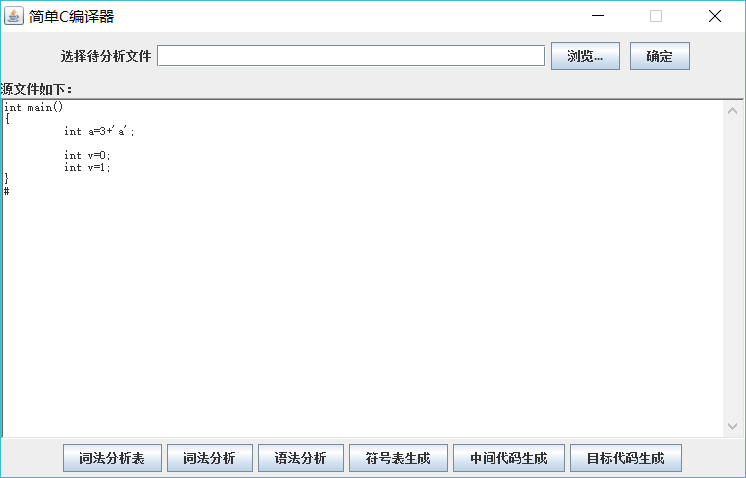 简单C编译器
选择待分析文件 浏览... 确定
源文件如下：
int main()
{
int a=3+'a';
int v=0;
int v=1;
}
#
词法分析表 词法分析 语法分析 符号表生成 中间代码生成 目标代码生成